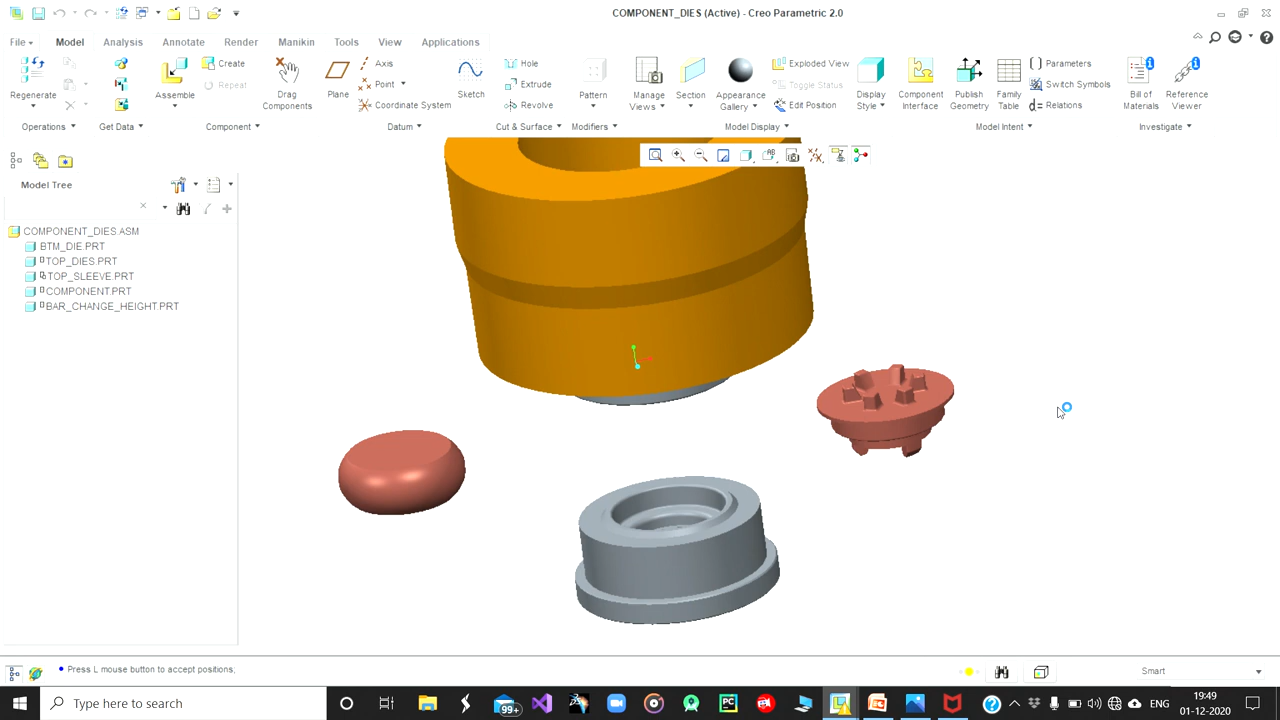 COMPONENT_DIES (Active) - Creo Parametric 2.0
File
Model
Analysis
Annotate
Render
Manikin
Tools
View
Applications
Regenerate
Operations
Get Data
Assemble
Create
Repeat
Component
Drag Components
Plane
Axis
Point
Coordinate System
Sketch
Datum
Hole
Extrude
Revolve
Cut & Surface
Pattern
Modifiers
Manage Views
Section
Appearance Gallery
Exploded View
Toggle Status
Edit Position
Display Style
Model Display
Component Interface
Publish Geometry
Family Table
Parameters
Switch Symbols
d= Relations
Model Intent
Bill of Materials
Reference Viewer
Investigate
Model Tree
COMPONENT_DIES.ASM
BTM_DIE.PRT
TOP_DIES.PRT
TOP_SLEEVE.PRT
COMPONENT.PRT
BAR_CHANGE_HEIGHT.PRT
Press L mouse button to accept positions;
Smart
Type here to search
99+
PC
ENG
19:49
01-12-2020